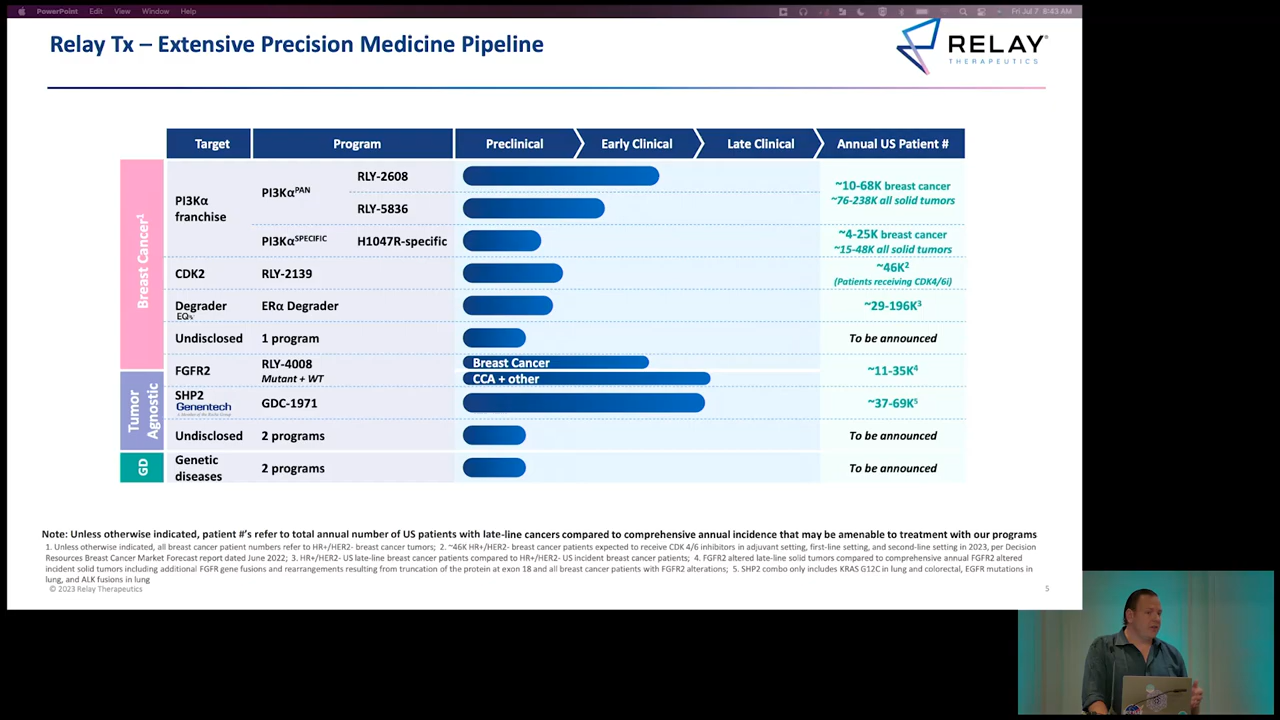 PowerPoint Edit View Window Help Fri Jul 7 8:43 AM
Relay Tx – Extensive Precision Medicine Pipeline
RELAY®
THERAPEUTICS
Target Program Preclinical Early Clinical Late Clinical Annual US Patient #
Breast Cancer1
PI3Kα franchise
PI3KαPAN
RLY-2608
RLY-5836
~10-68K breast cancer
~76-238K all solid tumors
PI3KαSPECIFIC H1047R-specific
~4-25K breast cancer
~15-48K all solid tumors
CDK2 RLY-2139
~46K2
(Patients receiving CDK4/6i)
Degrader ERα Degrader ~29-196K3
EQRx
Undisclosed 1 program To be announced
FGFR2
RLY-4008
Mutant + WT
Breast Cancer
CCA + other
~11-35K4
Tumor
Agnostic
SHP2
Genentech
A Member of the Roche Group
GDC-1971 ~37-69K5
Undisclosed 2 programs To be announced
GD
Genetic
diseases
2 programs To be announced
Note: Unless otherwise indicated, patient #'s refer to total annual number of US patients with late-line cancers compared to comprehensive annual incidence that may be amenable to treatment with our programs
1. Unless otherwise indicated, all breast cancer patient numbers refer to HR+/HER2- breast cancer tumors; 2. ~46K HR+/HER2- breast cancer patients expected to receive CDK 4/6 inhibitors in adjuvant setting, first-line setting, and second-line setting in 2023, per Decision
Resources Breast Cancer Market Forecast report dated June 2022; 3. HR+/HER2- US late-line breast cancer patients compared to HR+/HER2- US incident breast cancer patients; 4. FGFR2 altered late-line solid tumors compared to comprehensive annual FGFR2 altered
incident solid tumors including additional FGFR gene fusions and rearrangements resulting from truncation of the protein at exon 18 and all breast cancer patients with FGFR2 alterations; 5. SHP2 combo only includes KRAS G12C in lung and colorectal, EGFR mutations in
lung, and ALK fusions in lung
© 2023 Relay Therapeutics
5